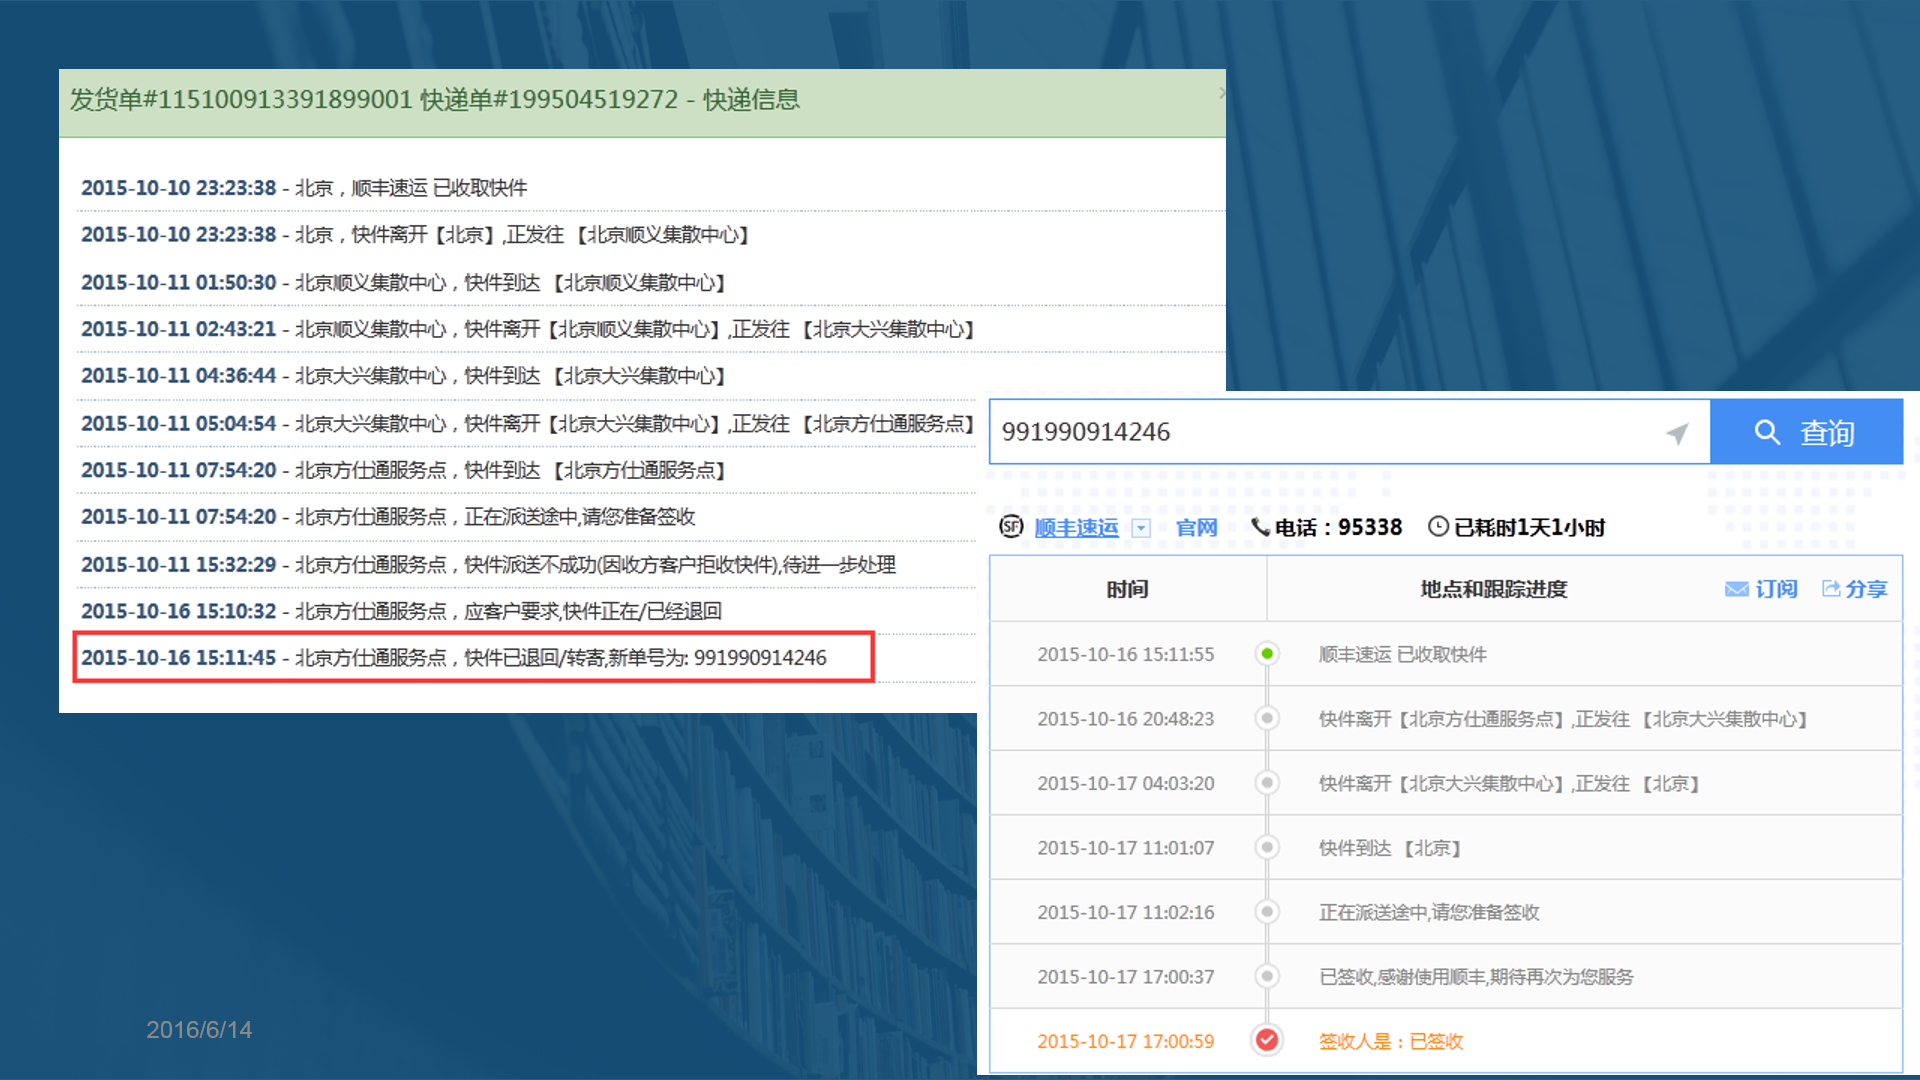 发货单#115100913391899001 快递单#199504519272 - 快递信息
2015-10-10 23:23:38 - 北京，顺丰速运 已收取快件
2015-10-10 23:23:38 - 北京，快件离开【北京】,正发往 【北京顺义集散中心】
2015-10-11 01:50:30 - 北京顺义集散中心，快件到达 【北京顺义集散中心】
2015-10-11 02:43:21 - 北京顺义集散中心，快件离开【北京顺义集散中心】,正发往 【北京大兴集散中心】
2015-10-11 04:36:44 - 北京大兴集散中心，快件到达 【北京大兴集散中心】
2015-10-11 05:04:54 - 北京大兴集散中心，快件离开【北京大兴集散中心】,正发往 【北京方仕通服务点】
2015-10-11 07:54:20 - 北京方仕通服务点，快件到达 【北京方仕通服务点】
2015-10-11 07:54:20 - 北京方仕通服务点，正在派送途中,请您准备签收
2015-10-11 15:32:29 - 北京方仕通服务点，快件派送不成功(因收方客户拒收快件),待进一步处理
2015-10-16 15:10:32 - 北京方仕通服务点，应客户要求,快件正在/已经退回
2015-10-16 15:11:45 - 北京方仕通服务点，快件已退回/转寄,新单号为: 991990914246
991990914246 查询
SF 顺丰速运 官网 电话：95338 已耗时1天1小时
时间 地点和跟踪进度 订阅 分享
2015-10-16 15:11:55 顺丰速运 已收取快件
2015-10-16 20:48:23 快件离开【北京方仕通服务点】,正发往 【北京大兴集散中心】
2015-10-17 04:03:20 快件离开【北京大兴集散中心】,正发往 【北京】
2015-10-17 11:01:07 快件到达 【北京】
2015-10-17 11:02:16 正在派送途中,请您准备签收
2015-10-17 17:00:37 已签收,感谢使用顺丰,期待再次为您服务
2015-10-17 17:00:59 签收人是：已签收
2016/6/14